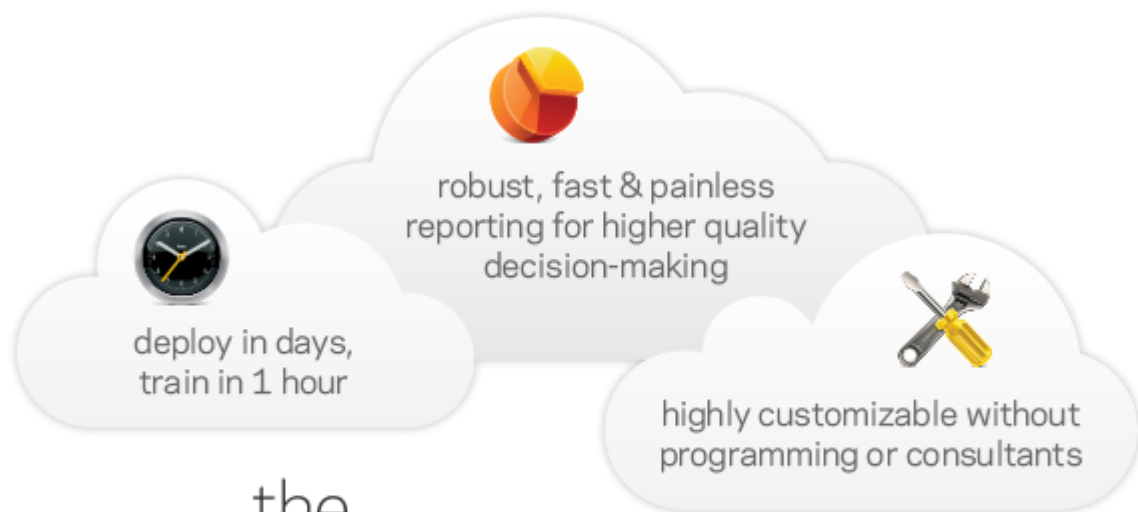 robust, fast & painless
reporting for higher quality
decision-making
deploy in days,
train in 1 hour
highly customizable without
programming or consultants
the